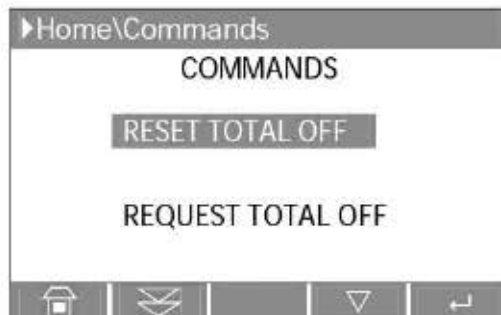 Home\Commands
COMMANDS
RESET TOTAL OFF
REQUEST TOTAL OFF